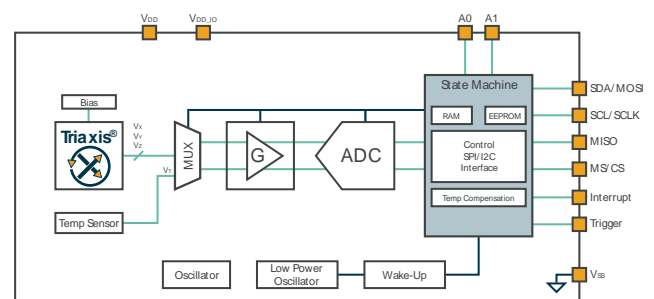 VDD
VDD_IO
A0 A1
State Machine
SDA/MOSI
Bias
RAM
EEPROM
SCL/SCLK
Triaxis®
VX
VY
VZ
VT
MUX
G
ADC
Control
SPI/I2C
Interface
MISO
MS/CS
Temp Compensation
Interrupt
Temp Sensor
Trigger
Oscillator
Low Power
Oscillator
Wake-Up
VSS